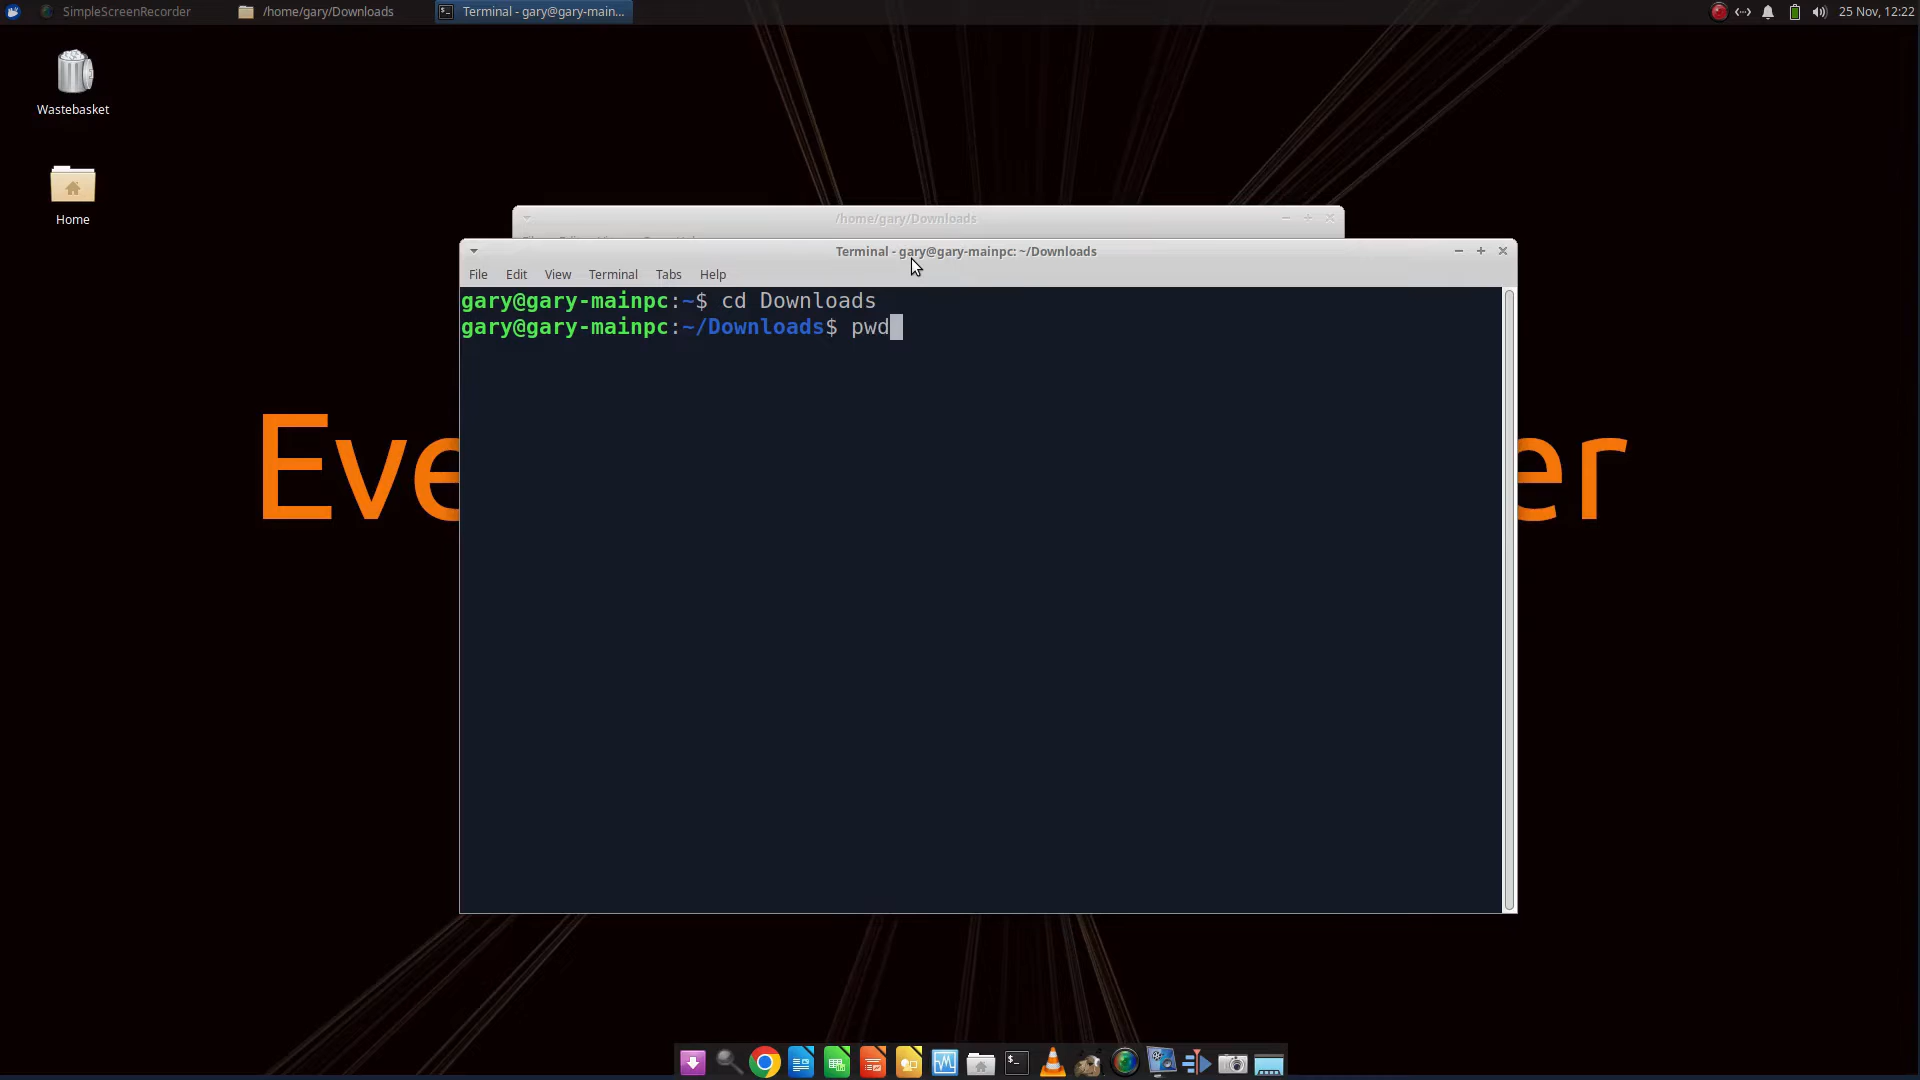 SimpleScreenRecorder
/home/gary/Downloads
Terminal - gary@gary-main...
25 Nov, 12:22
Wastebasket
Home
/home/gary/Downloads
Terminal - gary@gary-mainpc: ~/Downloads
File Edit View Terminal Tabs Help
gary@gary-mainpc:~$ cd Downloads
gary@gary-mainpc:~/Downloads$ pwd
Eve
er